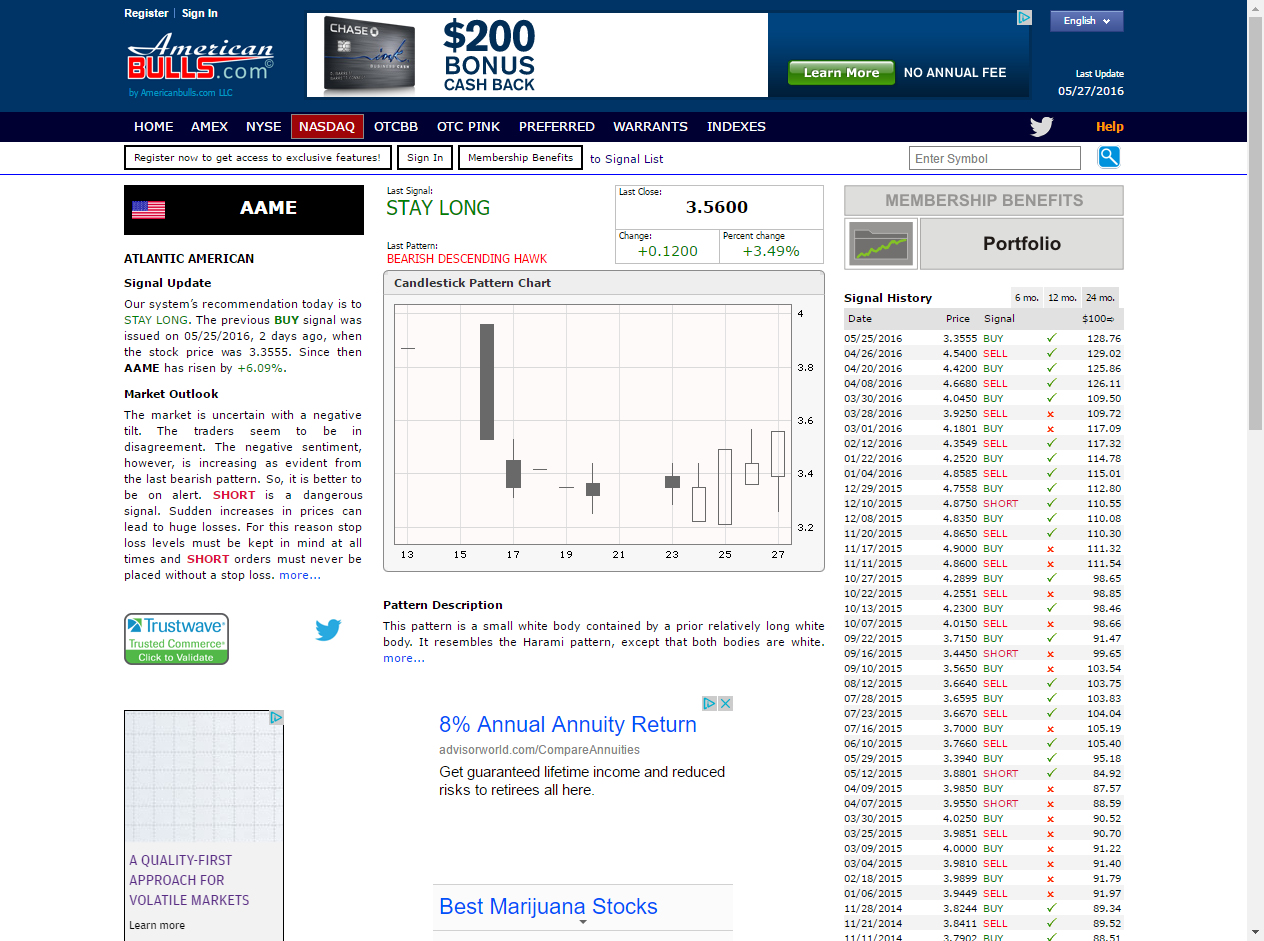 Register | Sign In
American
BULLS.com©
by Americanbulls.com LLC
CHASE
ink
BUSINESS CASH
$200
BONUS
CASH BACK
Learn More
NO ANNUAL FEE
English
Last Update
05/27/2016
HOME AMEX NYSE NASDAQ OTCBB OTC PINK PREFERRED WARRANTS INDEXES Help
Register now to get access to exclusive features! Sign In Membership Benefits to Signal List
Enter Symbol
AAME
ATLANTIC AMERICAN
Signal Update
Our system's recommendation today is to
STAY LONG. The previous BUY signal was
issued on 05/25/2016, 2 days ago, when
the stock price was 3.3555. Since then
AAME has risen by +6.09%.
Market Outlook
The market is uncertain with a negative
tilt. The traders seem to be in
disagreement. The negative sentiment,
however, is increasing as evident from
the last bearish pattern. So, it is better to
be on alert. SHORT is a dangerous
signal. Sudden increases in prices can
lead to huge losses. For this reason stop
loss levels must be kept in mind at all
times and SHORT orders must never be
placed without a stop loss. more...
Trustwave®
Trusted Commerce®
Click to Validate
A QUALITY-FIRST
APPROACH FOR
VOLATILE MARKETS
Learn more
Last Signal:
STAY LONG
Last Pattern:
BEARISH DESCENDING HAWK
Last Close:
3.5600
Change:
+0.1200
Percent change
+3.49%
Candlestick Pattern Chart
4
3.8
3.6
3.4
3.2
13 15 17 19 21 23 25 27
Pattern Description
This pattern is a small white body contained by a prior relatively long white
body. It resembles the Harami pattern, except that both bodies are white.
more...
8% Annual Annuity Return
advisorworld.com/CompareAnnuities
Get guaranteed lifetime income and reduced
risks to retirees all here.
Best Marijuana Stocks
MEMBERSHIP BENEFITS
Portfolio
Signal History 6 mo. 12 mo. 24 mo.
Date Price Signal $100⇨
05/25/2016 3.3555 BUY ✓ 128.76
04/26/2016 4.5400 SELL ✓ 129.02
04/20/2016 4.4200 BUY ✓ 125.86
04/08/2016 4.6680 SELL ✓ 126.11
03/30/2016 4.0450 BUY ✓ 109.50
03/28/2016 3.9250 SELL x 109.72
03/01/2016 4.1801 BUY x 117.09
02/12/2016 4.3549 SELL ✓ 117.32
01/22/2016 4.2520 BUY ✓ 114.78
01/04/2016 4.8585 SELL ✓ 115.01
12/29/2015 4.7558 BUY ✓ 112.80
12/10/2015 4.8750 SHORT ✓ 110.55
12/08/2015 4.8350 BUY ✓ 110.08
11/20/2015 4.8650 SELL ✓ 110.30
11/17/2015 4.9000 BUY x 111.32
11/11/2015 4.8600 SELL x 111.54
10/27/2015 4.2899 BUY ✓ 98.65
10/22/2015 4.2551 SELL x 98.85
10/13/2015 4.2300 BUY ✓ 98.46
10/07/2015 4.0150 SELL x 98.66
09/22/2015 3.7150 BUY ✓ 91.47
09/16/2015 3.4450 SHORT x 99.65
09/10/2015 3.5650 BUY x 103.54
08/12/2015 3.6640 SELL ✓ 103.75
07/28/2015 3.6595 BUY ✓ 103.83
07/23/2015 3.6670 SELL ✓ 104.04
07/16/2015 3.7000 BUY x 105.19
06/10/2015 3.7660 SELL ✓ 105.40
05/29/2015 3.3940 BUY ✓ 95.18
05/12/2015 3.8801 SHORT ✓ 84.92
04/09/2015 3.9850 BUY x 87.57
04/07/2015 3.9550 SHORT x 88.59
03/30/2015 4.0250 BUY x 90.52
03/25/2015 3.9851 SELL x 90.70
03/09/2015 4.0000 BUY x 91.22
03/04/2015 3.9810 SELL x 91.40
02/18/2015 3.9899 BUY x 91.79
01/06/2015 3.9449 SELL x 91.97
11/28/2014 3.8244 BUY ✓ 89.34
11/21/2014 3.8411 SELL ✓ 89.52
11/11/2014 3.7902 BUY ✓ 88.51